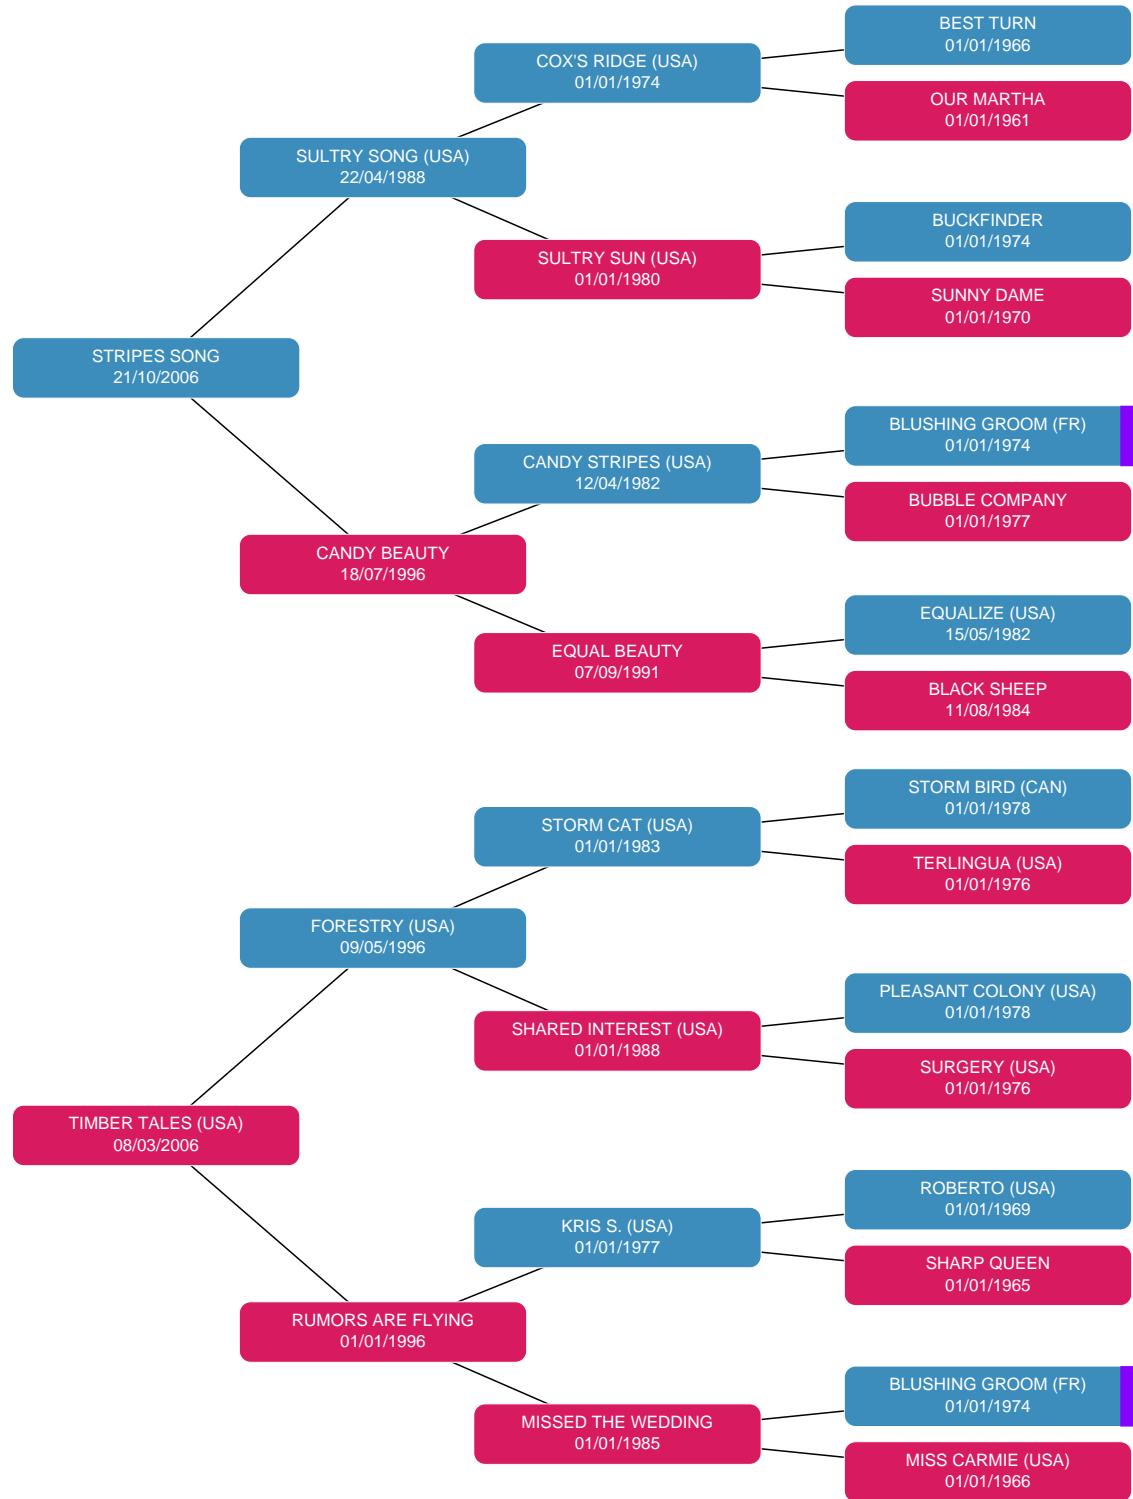 BEST TURN
01/01/1966
COX'S RIDGE (USA)
01/01/1974
OUR MARTHA
01/01/1961
SULTRY SONG (USA)
22/04/1988
BUCKFINDER
01/01/1974
SULTRY SUN (USA)
01/01/1980
SUNNY DAME
01/01/1970
STRIPES SONG
21/10/2006
BLUSHING GROOM (FR)
01/01/1974
CANDY STRIPES (USA)
12/04/1982
BUBBLE COMPANY
01/01/1977
CANDY BEAUTY
18/07/1996
EQUALIZE (USA)
15/05/1982
EQUAL BEAUTY
07/09/1991
BLACK SHEEP
11/08/1984
STORM BIRD (CAN)
01/01/1978
STORM CAT (USA)
01/01/1983
TERLINGUA (USA)
01/01/1976
FORESTRY (USA)
09/05/1996
PLEASANT COLONY (USA)
01/01/1978
SHARED INTEREST (USA)
01/01/1988
SURGERY (USA)
01/01/1976
TIMBER TALES (USA)
08/03/2006
ROBERTO (USA)
01/01/1969
KRIS S. (USA)
01/01/1977
SHARP QUEEN
01/01/1965
RUMORS ARE FLYING
01/01/1996
BLUSHING GROOM (FR)
01/01/1974
MISSED THE WEDDING
01/01/1985
MISS CARMIE (USA)
01/01/1966